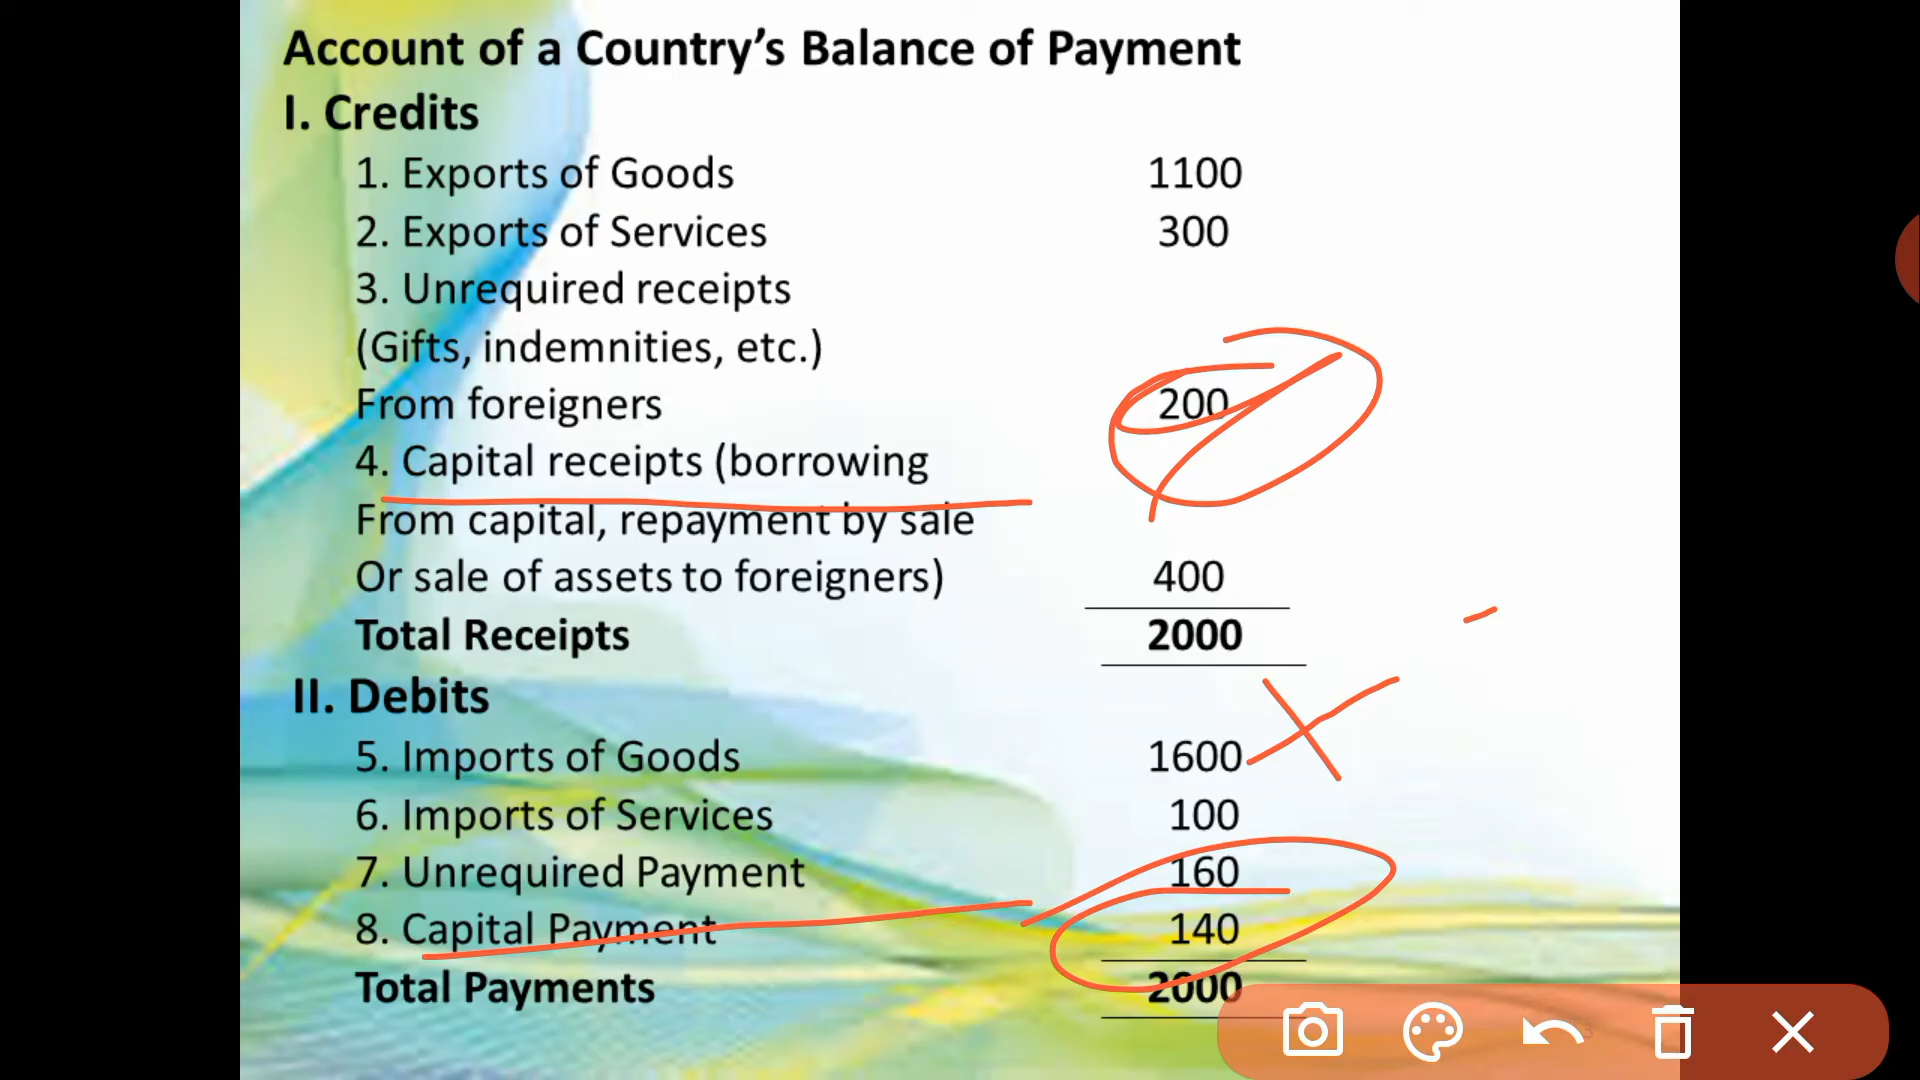 Account of a Country's Balance of Payment
I. Credits
1. Exports of Goods 1100
2. Exports of Services 300
3. Unrequired receipts
(Gifts, indemnities, etc.)
From foreigners 200
4. Capital receipts (borrowing
From capital, repayment by sale
Or sale of assets to foreigners) 400
Total Receipts 2000
II. Debits
5. Imports of Goods 1600
6. Imports of Services 100
7. Unrequired Payment 160
8. Capital Payment 140
Total Payments 2000